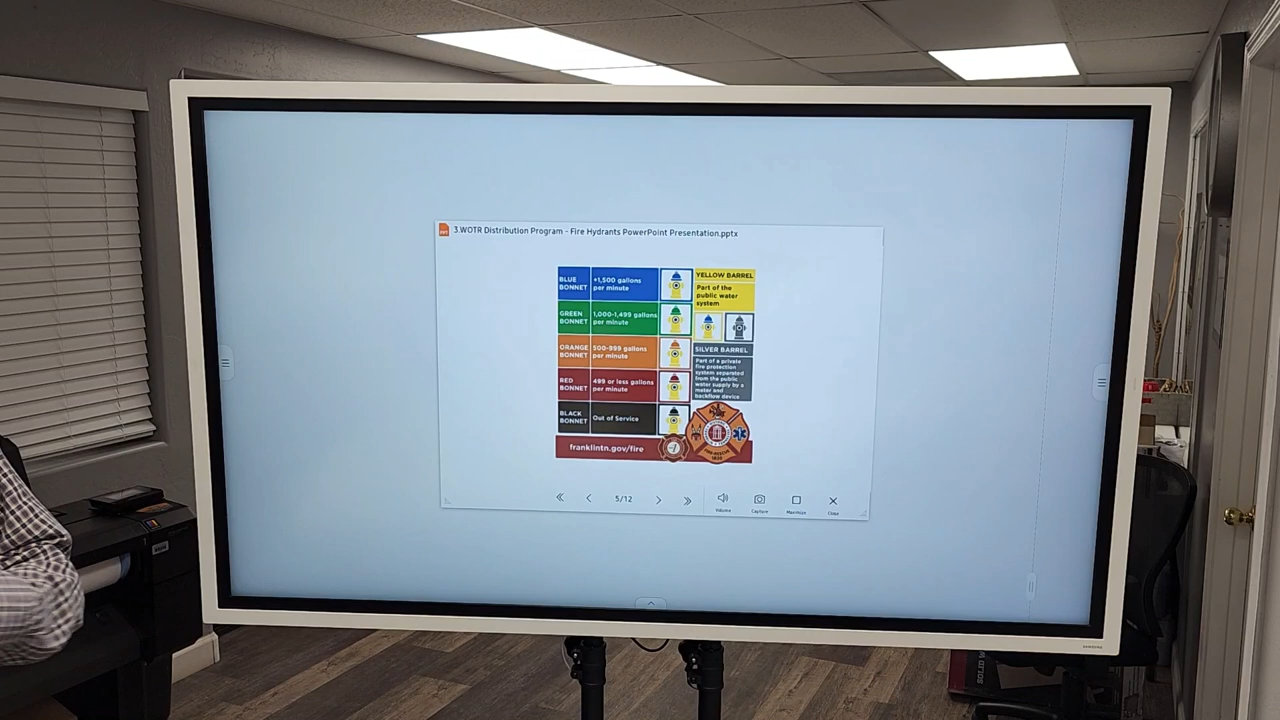 3.WOTR Distribution Program - Fire Hydrants PowerPoint Presentation.pptx
BLUE
BONNET
+1,500 gallons
per minute
GREEN
BONNET
1,000-1,499 gallons
per minute
ORANGE
BONNET
500-999 gallons
per minute
RED
BONNET
499 or less gallons
per minute
BLACK
BONNET
Out of Service
YELLOW BARREL
Part of the
public water
system
SILVER BARREL
Part of a private
fire protection
system separated
from the public
water supply by a
meter and
backflow device
franklintn.gov/fire
5/12
Volume
Capture
Maximize
Close
SAMSUNG